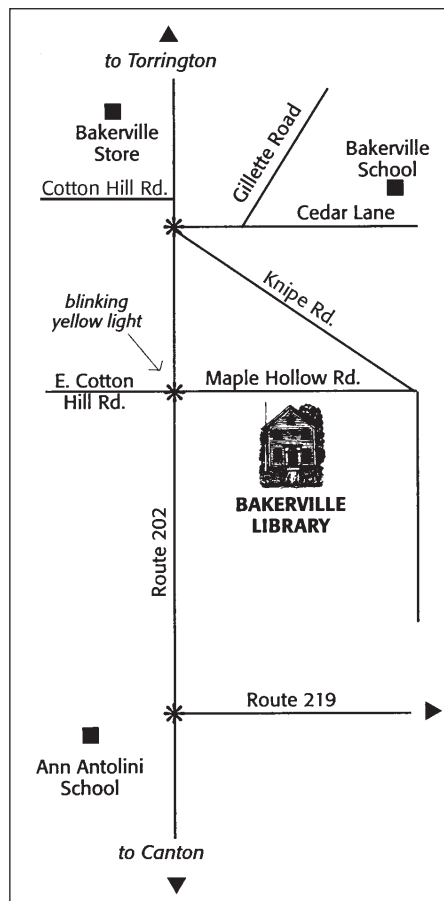 to Torrington
Bakerville
Store
Gillette Road
Bakerville
School
Cotton Hill Rd.
Cedar Lane
Knipe Rd.
blinking
yellow light
E. Cotton
Hill Rd.
Maple Hollow Rd.
BAKERVILLE
LIBRARY
Route 202
Route 219
Ann Antolini
School
to Canton